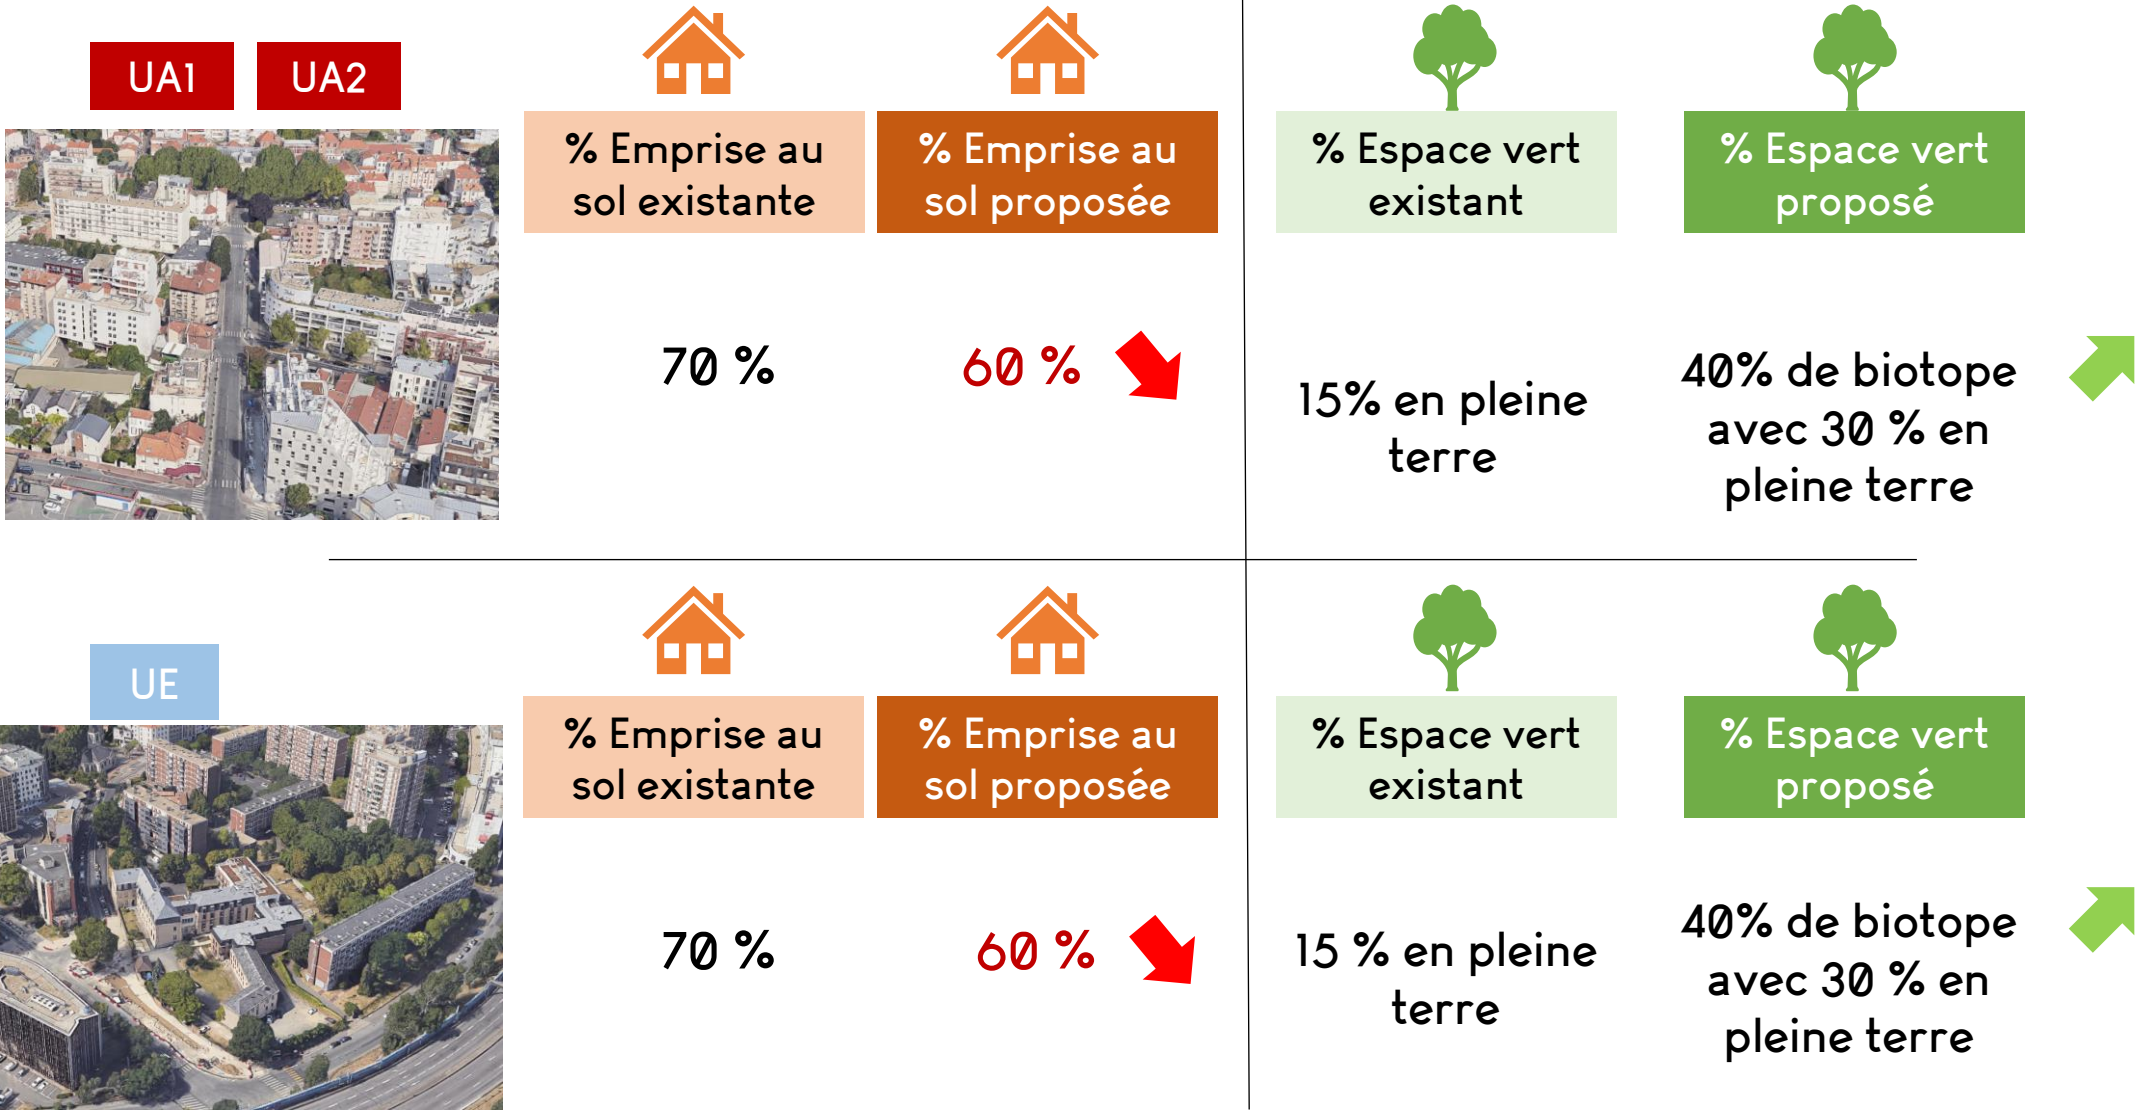 UA1 UA2
% Emprise au
sol existante
% Emprise au
sol proposée
% Espace vert
existant
% Espace vert
proposé
70 %
60 %
15% en pleine
terre
40% de biotope
avec 30 % en
pleine terre
UE
% Emprise au
sol existante
% Emprise au
sol proposée
% Espace vert
existant
% Espace vert
proposé
70 %
60 %
15 % en pleine
terre
40% de biotope
avec 30 % en
pleine terre